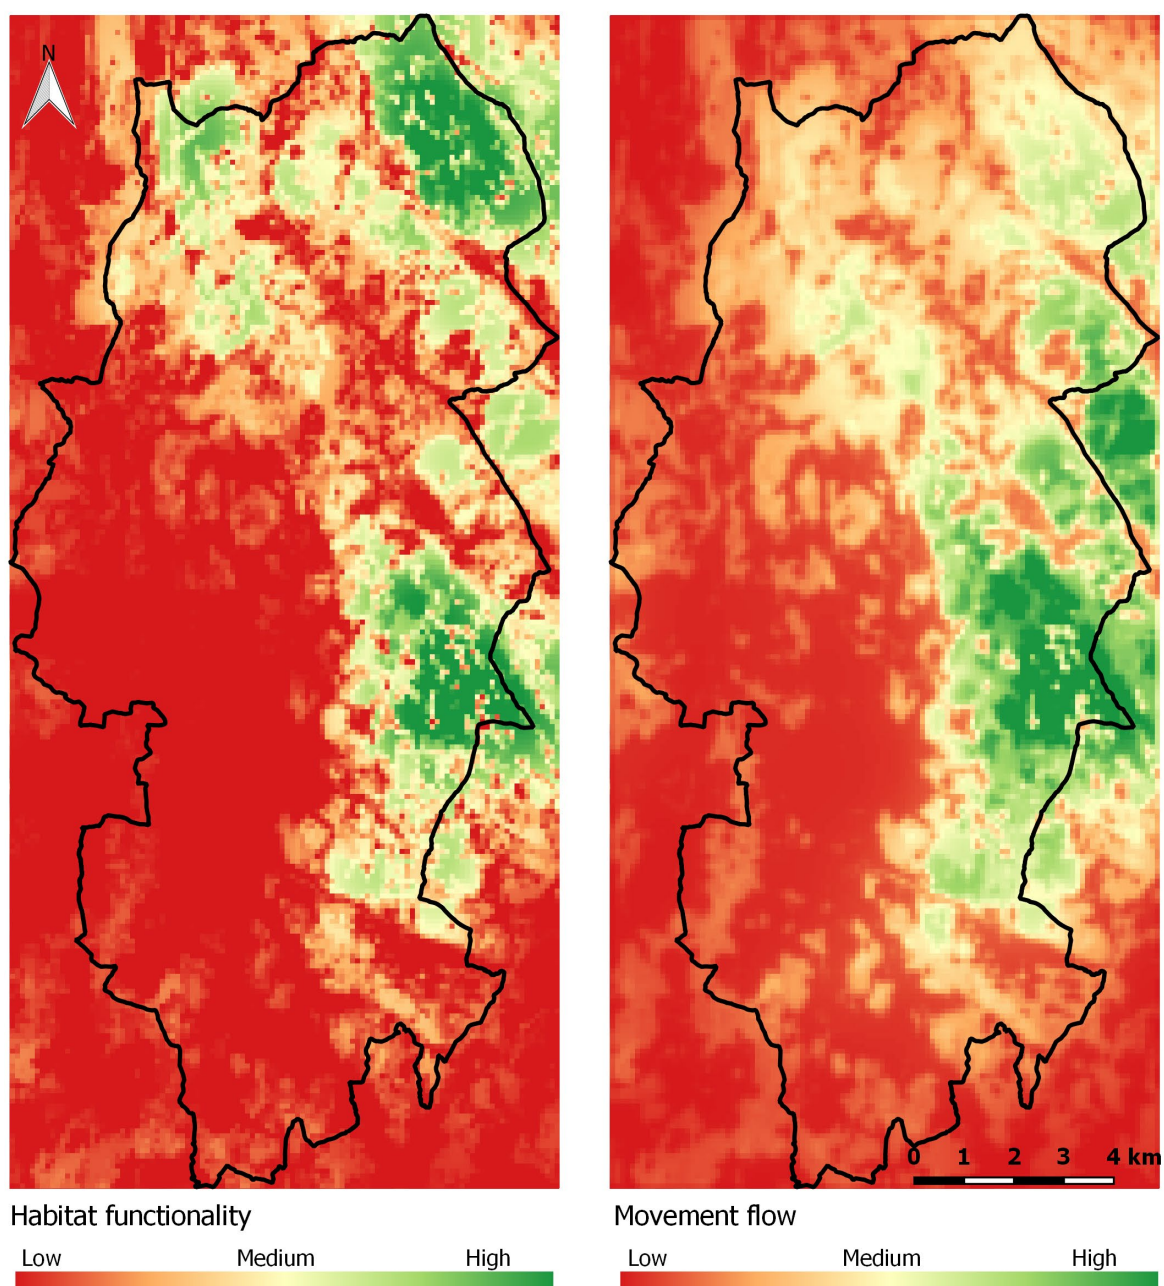 N
0 1 2 3 4 km
Habitat functionality
Movement flow
Low Medium High
Low Medium High